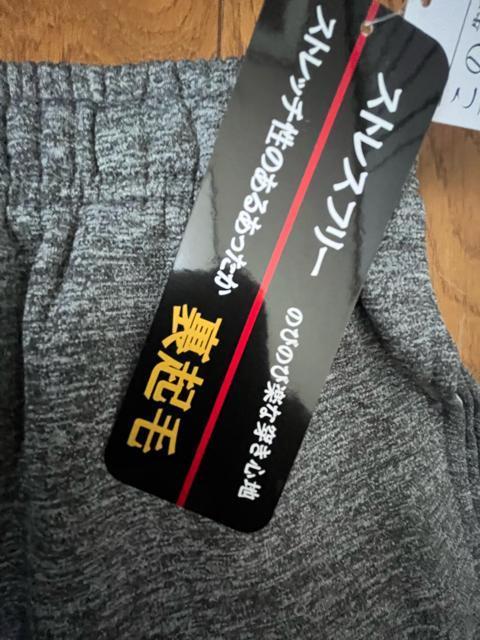 ストレスフリー
のびのび楽な穿き心地
ストレッチ性のあるあったか
裏起毛